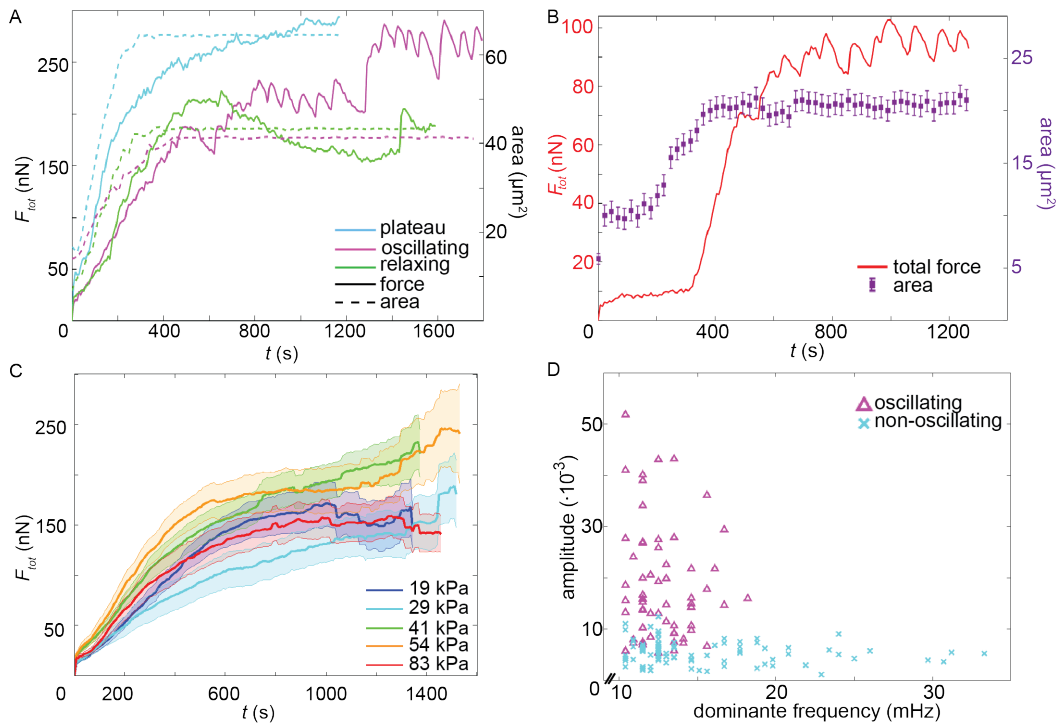 A
F_tot (nN)
250
150
50
0
0
400
800
1200
1600
t (s)
60
40
20
area (µm²)
plateau
oscillating
relaxing
force
area
B
F_tot (nN)
100
80
60
40
20
0
400
800
1200
t (s)
25
15
5
area (µm²)
total force
area
C
F_tot (nN)
250
150
50
0
0
200
600
1000
1400
t (s)
19 kPa
29 kPa
41 kPa
54 kPa
83 kPa
D
amplitude (·10⁻³)
50
30
10
0
10
20
30
dominante frequency (mHz)
oscillating
non-oscillating